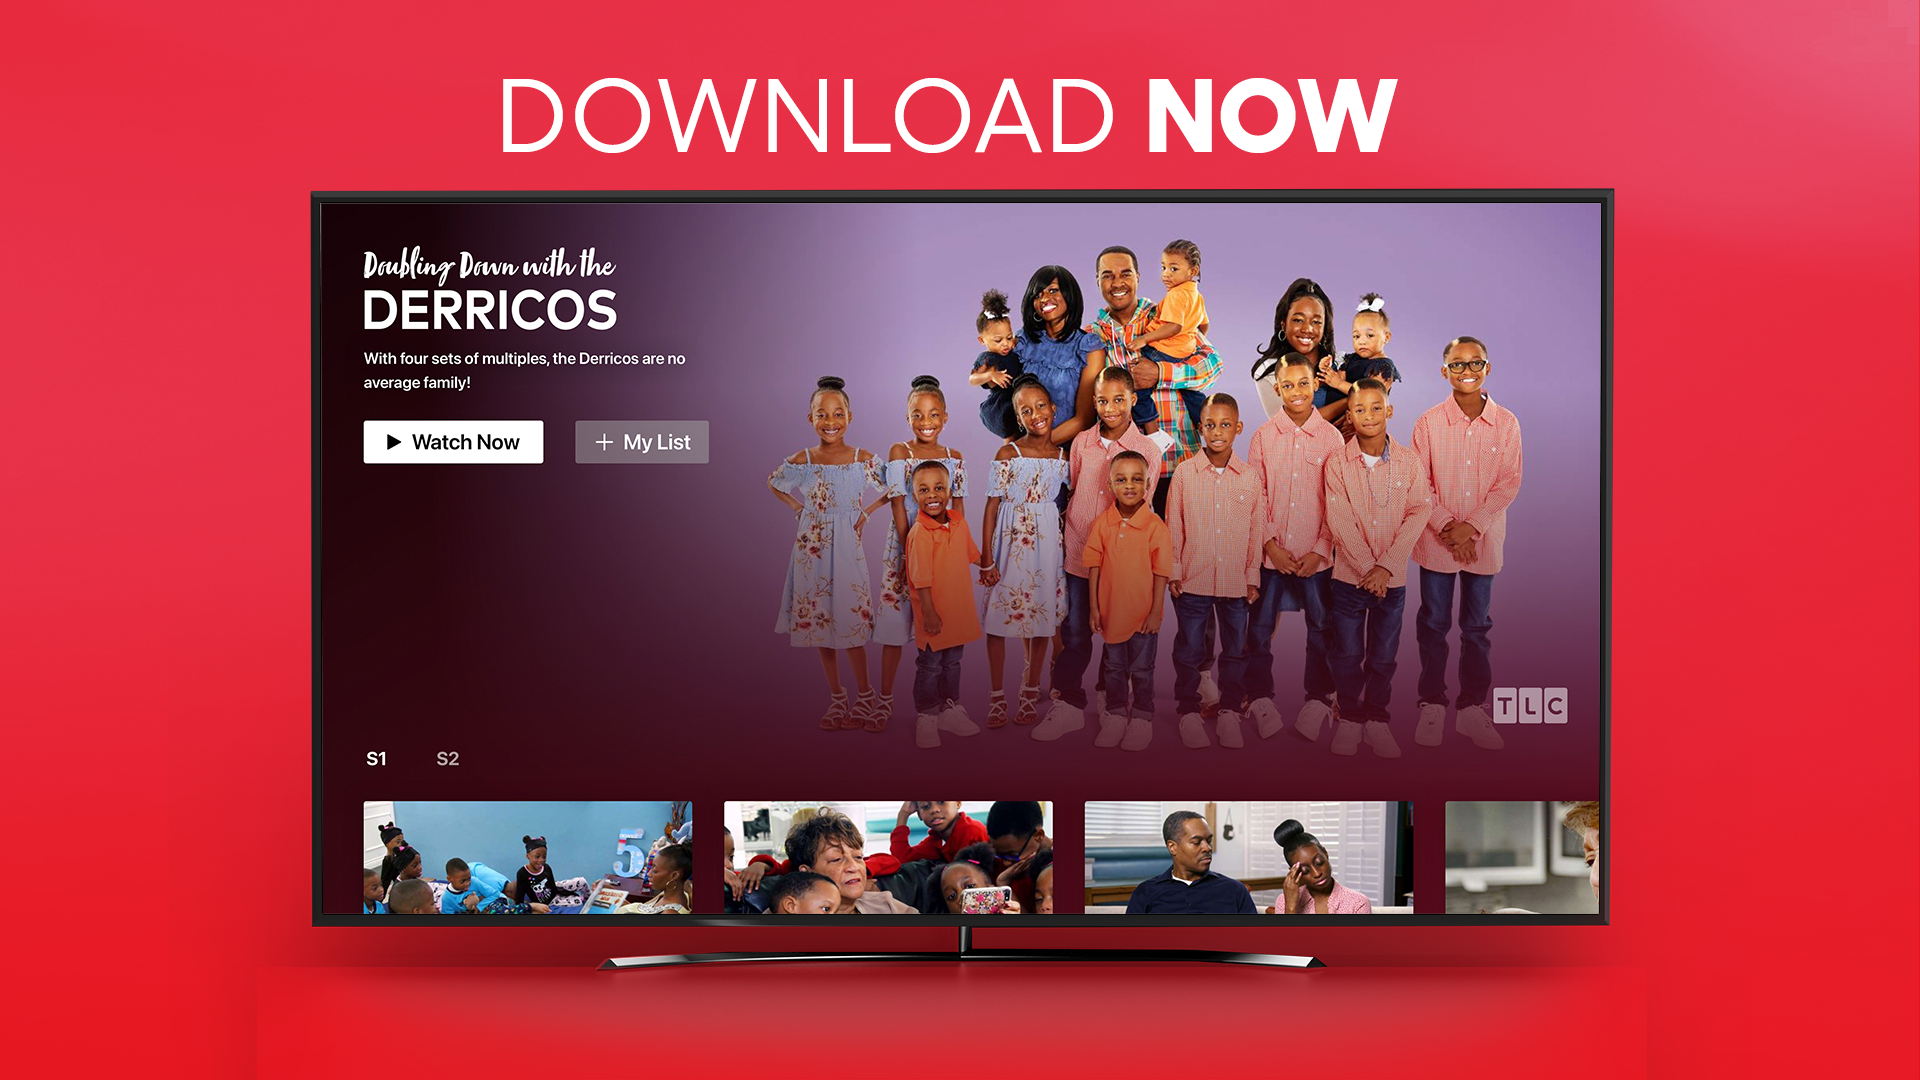 DOWNLOAD NOW
Doubling Down with the
DERRICOS
With four sets of multiples, the Derricos are no
average family!
Watch Now
+ My List
TLC
S1 S2
5